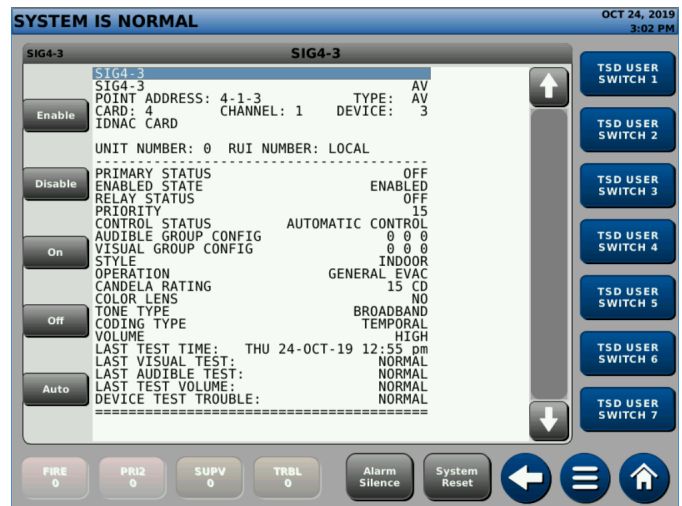 SYSTEM IS NORMAL
OCT 24, 2019
3:02 PM
SIG4-3
SIG4-3
SIG4-3
SIG4-3 AV
POINT ADDRESS: 4-1-3 TYPE: AV
CARD: 4 CHANNEL: 1 DEVICE: 3
IDNAC CARD
UNIT NUMBER: 0 RUI NUMBER: LOCAL
----------------------------------------
PRIMARY STATUS OFF
ENABLED STATE ENABLED
RELAY STATUS OFF
PRIORITY 15
CONTROL STATUS AUTOMATIC CONTROL
AUDIBLE GROUP CONFIG 0 0 0
VISUAL GROUP CONFIG 0 0 0
STYLE INDOOR
OPERATION GENERAL EVAC
CANDELA RATING 15 CD
COLOR LENS NO
TONE TYPE BROADBAND
CODING TYPE TEMPORAL
VOLUME HIGH
LAST TEST TIME: THU 24-OCT-19 12:55 pm
LAST VISUAL TEST: NORMAL
LAST AUDIBLE TEST: NORMAL
LAST TEST VOLUME: NORMAL
DEVICE TEST TROUBLE: NORMAL
========================================
Enable
Disable
On
Off
Auto
TSD USER
SWITCH 1
TSD USER
SWITCH 2
TSD USER
SWITCH 3
TSD USER
SWITCH 4
TSD USER
SWITCH 5
TSD USER
SWITCH 6
TSD USER
SWITCH 7
FIRE
0
PRI2
0
SUPV
0
TRBL
0
Alarm
Silence
System
Reset